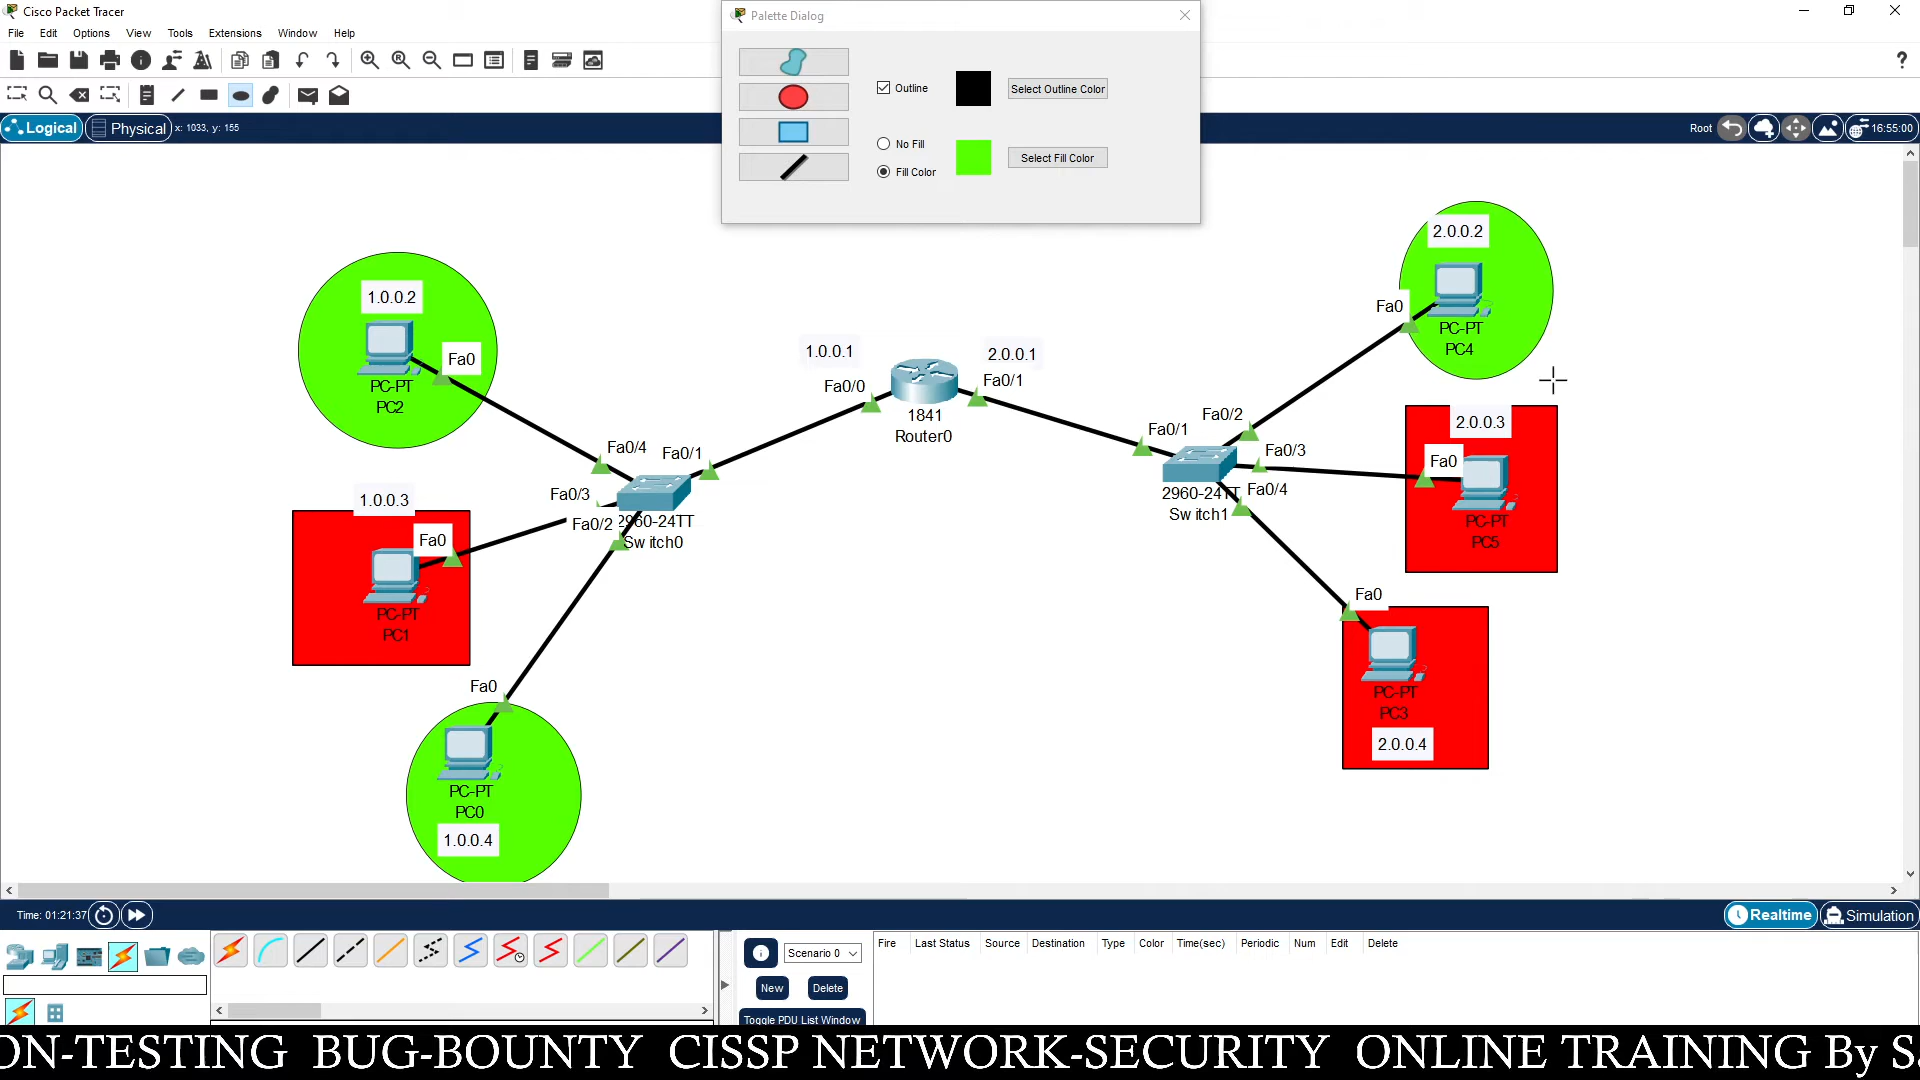 Cisco Packet Tracer
File Edit Options View Tools Extensions Window Help
Palette Dialog
Outline
Select Outline Color
No Fill
Fill Color
Select Fill Color
Logical
Physical
x: 1033, y: 155
Root
16:55:00
2.0.0.2
Fa0
PC-PT
PC4
1.0.0.2
Fa0
PC-PT
PC2
1.0.0.1
Fa0/0
2.0.0.1
Fa0/1
1841
Router0
Fa0/4
Fa0/1
Fa0/3
Fa0/2
2960-24TT
Switch0
Fa0/1
Fa0/2
Fa0/3
Fa0/4
2960-24TT
Switch1
2.0.0.3
Fa0
PC-PT
PC5
1.0.0.3
Fa0
PC-PT
PC1
Fa0
PC-PT
PC3
2.0.0.4
Fa0
PC-PT
PC0
1.0.0.4
Time: 01:21:37
Realtime
Simulation
Scenario 0
New
Delete
Toggle PDU List Window
Fire Last Status Source Destination Type Color Time(sec) Periodic Num Edit Delete
ON-TESTING BUG-BOUNTY CISSP NETWORK-SECURITY ONLINE TRAINING By S